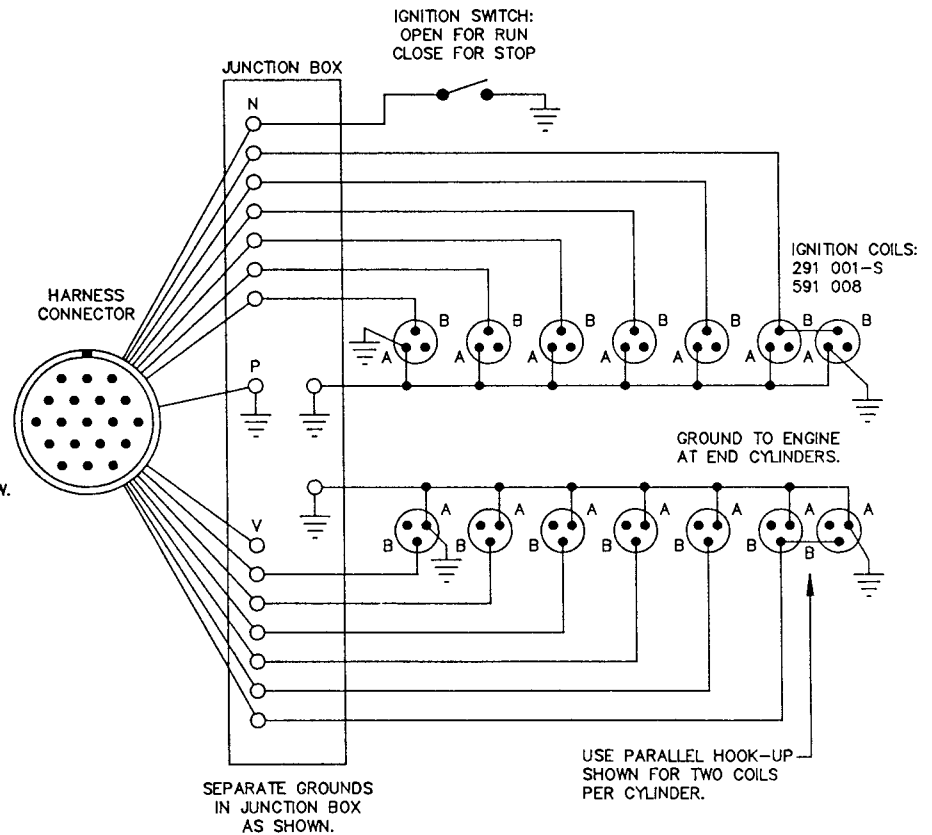 IGNITION SWITCH:
OPEN FOR RUN
CLOSE FOR STOP
JUNCTION BOX
N
IGNITION COILS:
291 001-S
591 008
HARNESS
CONNECTOR
B B B B B B B
A A A A A A A
P
GROUND TO ENGINE
AT END CYLINDERS.
W.
V
A A A A A A A
B B B B B B B
USE PARALLEL HOOK-UP
SHOWN FOR TWO COILS
PER CYLINDER.
SEPARATE GROUNDS
IN JUNCTION BOX
AS SHOWN.